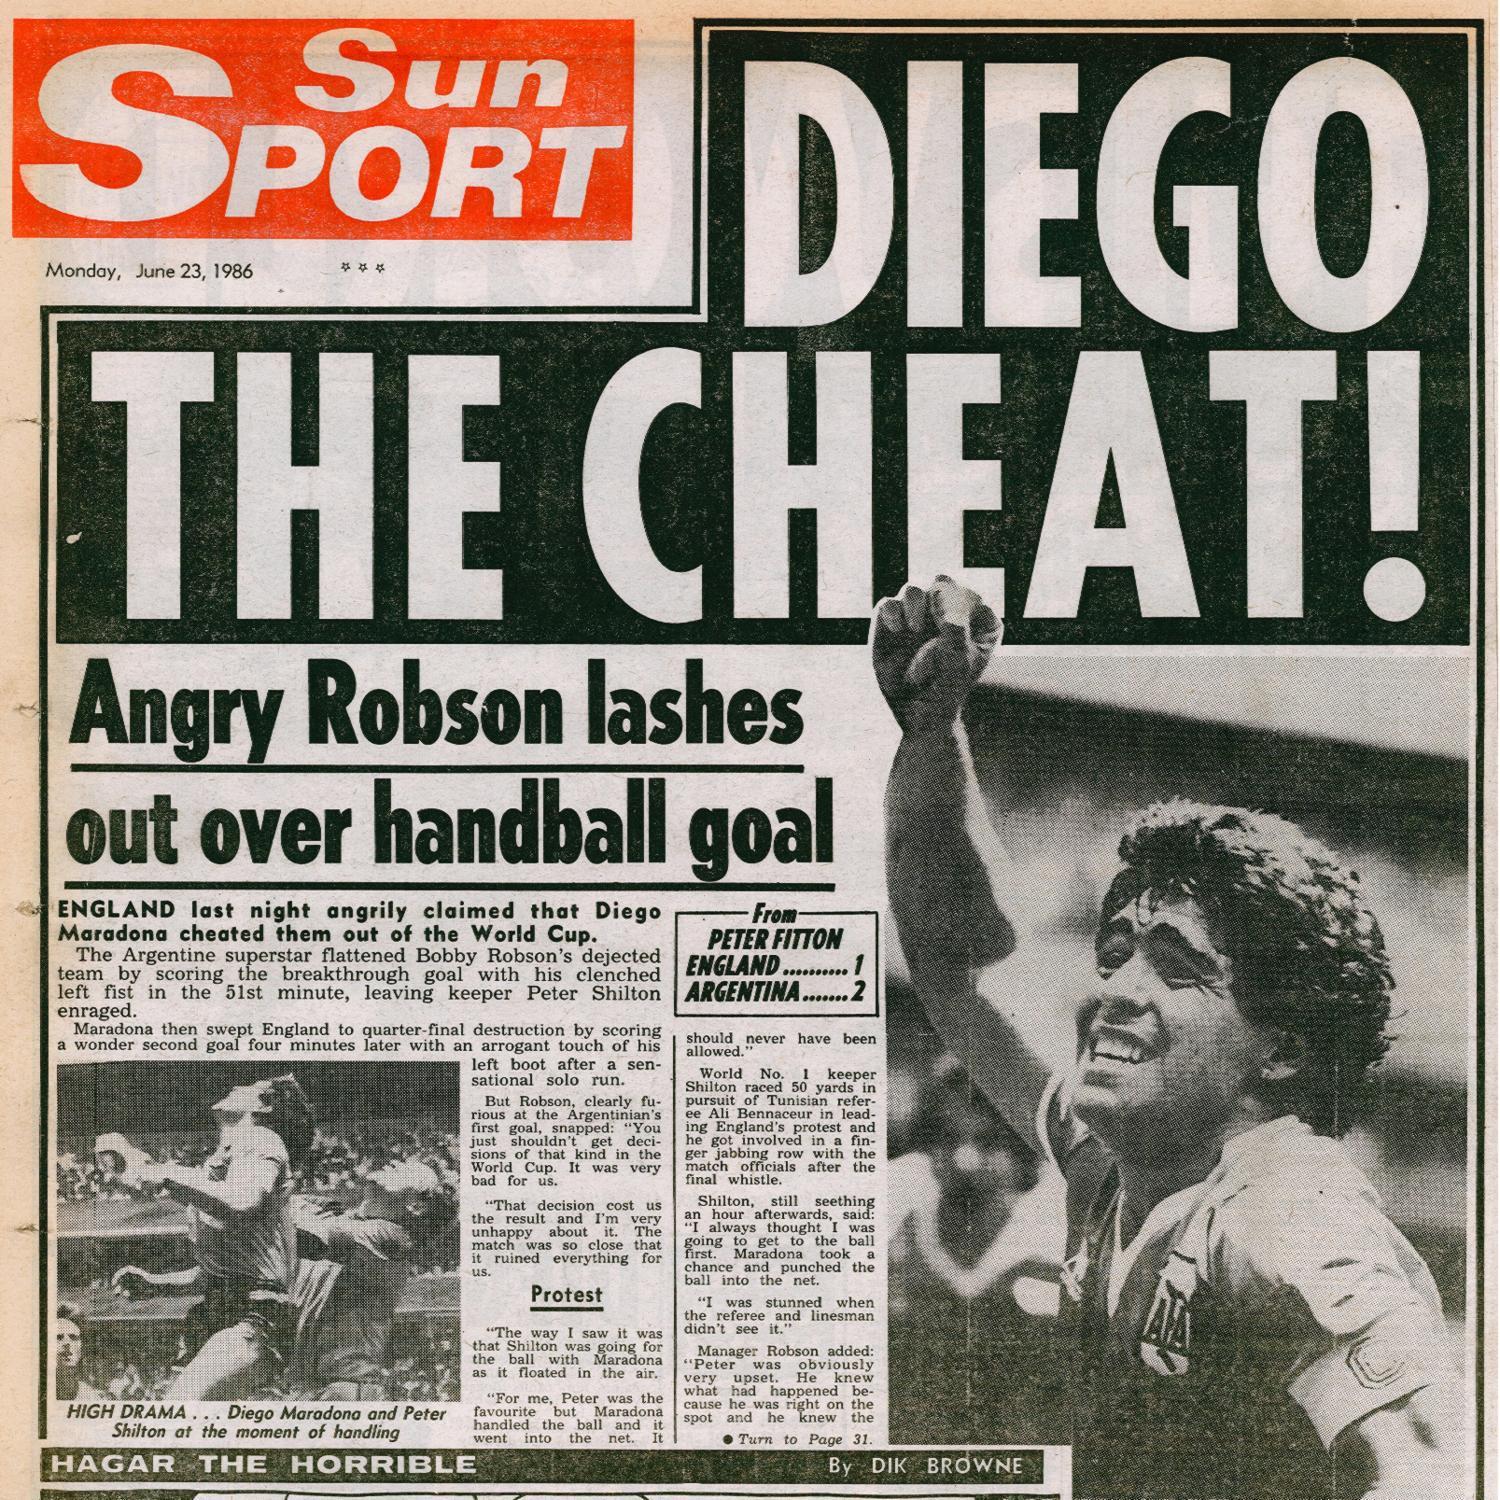 Sun
SPORT
Monday, June 23, 1986
***
DIEGO
THE CHEAT!
Angry Robson lashes
out over handball goal
ENGLAND last night angrily claimed that Diego
Maradona cheated them out of the World Cup.
The Argentine superstar flattened Bobby Robson's dejected
team by scoring the breakthrough goal with his clenched
left fist in the 51st minute, leaving keeper Peter Shilton
enraged.
Maradona then swept England to quarter-final destruction by scoring
a wonder second goal four minutes later with an arrogant touch of his
left boot after a sen-
sational solo run.
But Robson, clearly fu-
rious at the Argentinian's
first goal, snapped: "You
just shouldn't get deci-
sions of that kind in the
World Cup. It was very
bad for us.
"That decision cost us
the result and I'm very
unhappy about it. The
match was so close that
it ruined everything for
us.
Protest
"The way I saw it was
that Shilton was going for
the ball with Maradona
as it floated in the air.
"For me, Peter was the
favourite but Maradona
handled the ball and it
went into the net. It
HIGH DRAMA . . . Diego Maradona and Peter
Shilton at the moment of handling
From
PETER FITTON
ENGLAND .......... 1
ARGENTINA ....... 2
should never have been
allowed."
World No. 1 keeper
Shilton raced 50 yards in
pursuit of Tunisian refer-
ee Ali Bennaceur in lead-
ing England's protest and
he got involved in a fin-
ger jabbing row with the
match officials after the
final whistle.
Shilton, still seething
an hour afterwards, said:
"I always thought I was
going to get to the ball
first. Maradona took a
chance and punched the
ball into the net.
"I was stunned when
the referee and linesman
didn't see it."
Manager Robson added:
"Peter was obviously
very upset. He knew
what had happened be-
cause he was right on the
spot and he knew the
● Turn to Page 31.
AFA
HAGAR THE HORRIBLE By DIK BROWNE